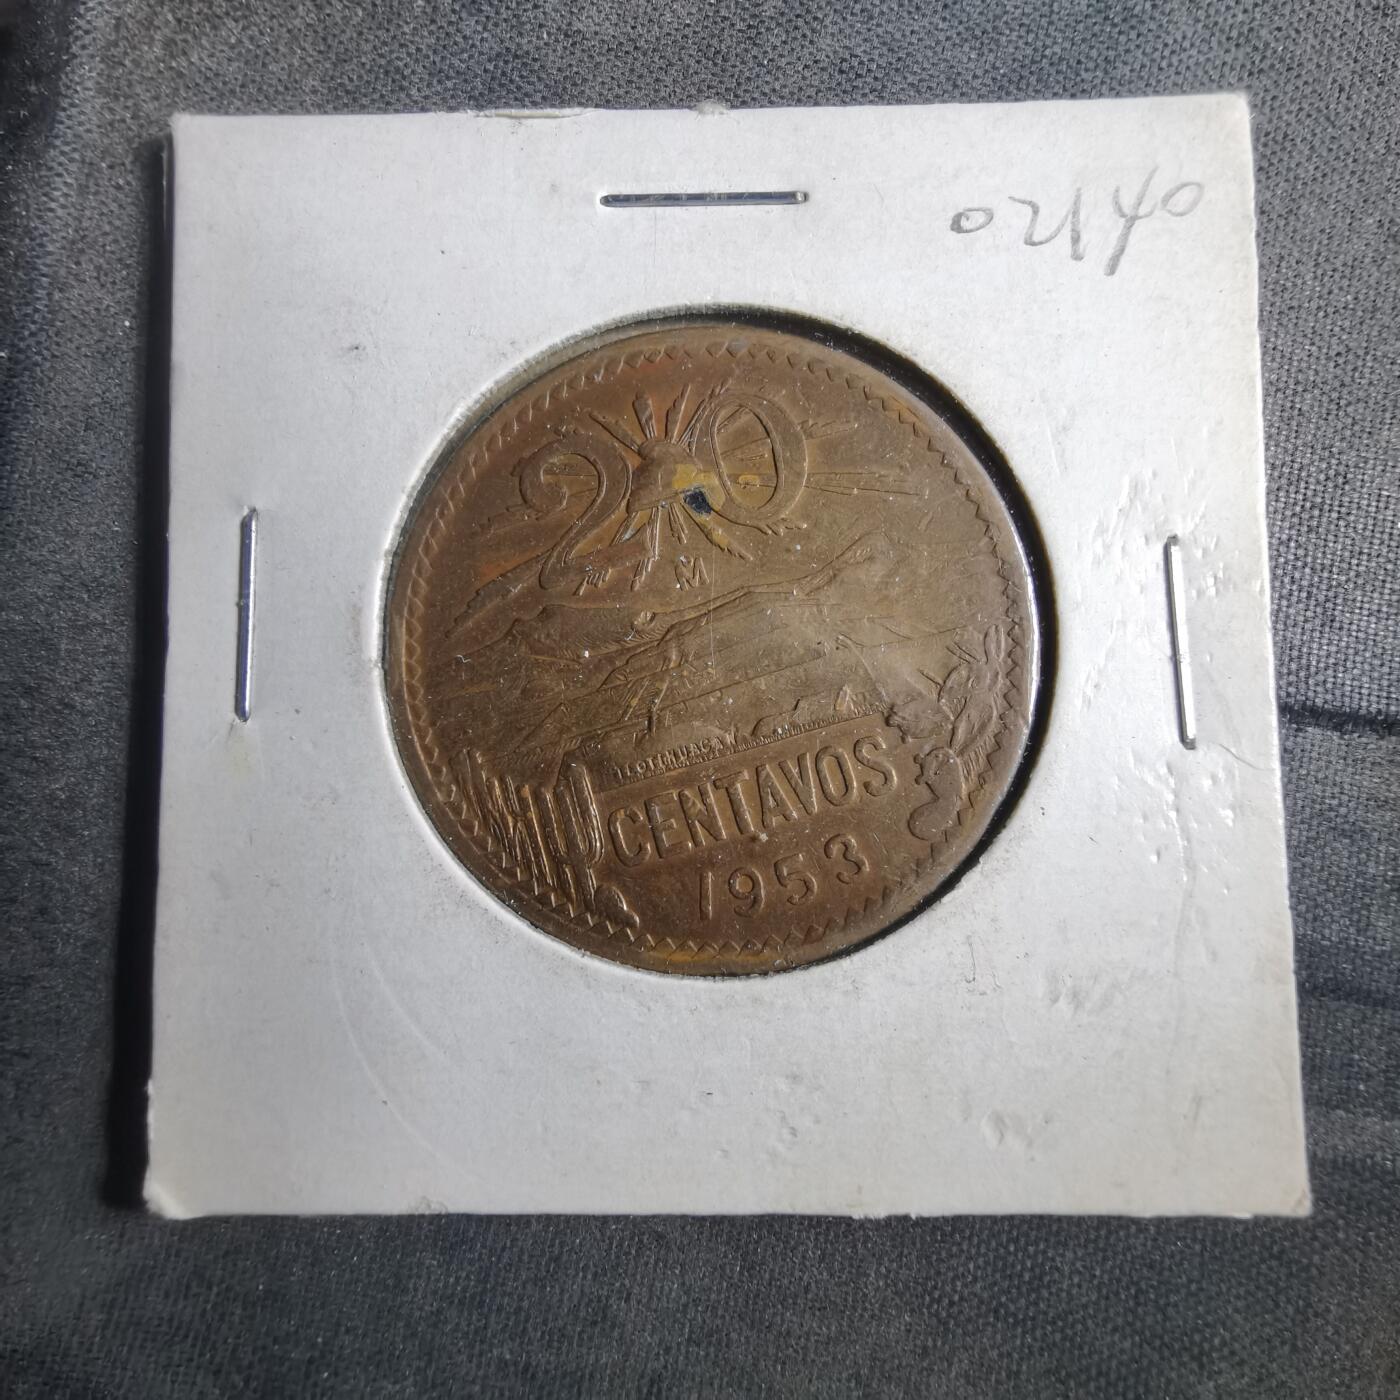 02140
20
M
TEOTIHUACAN
CENTAVOS
1953